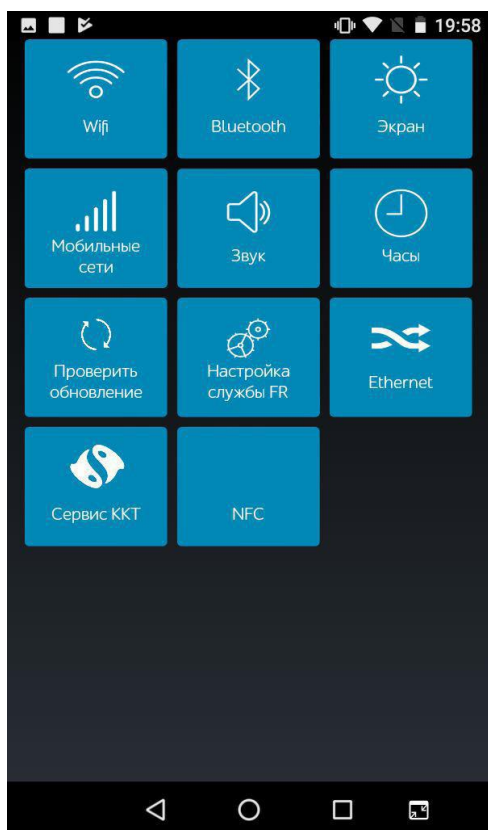 19:58
Wifi
Bluetooth
Экран
Мобильные
сети
Звук
Часы
Проверить
обновление
Настройка
службы FR
Ethernet
Сервис ККТ
NFC